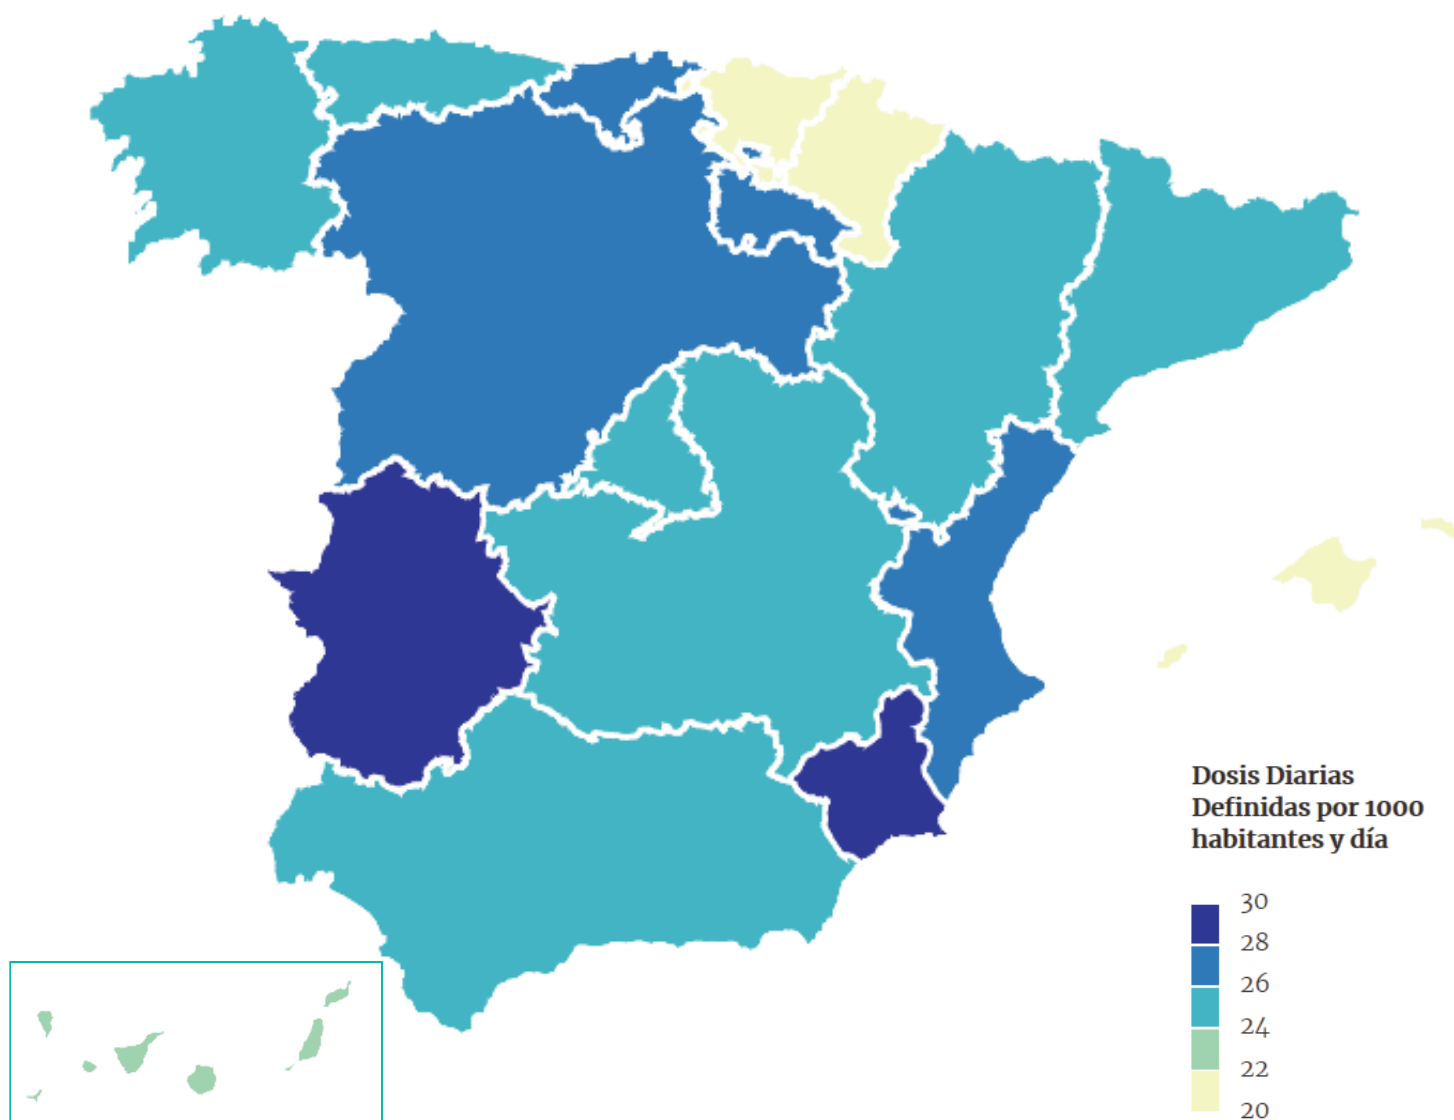 Dosis Diarias
Definidas por 1000
habitantes y día
30
28
26
24
22
20